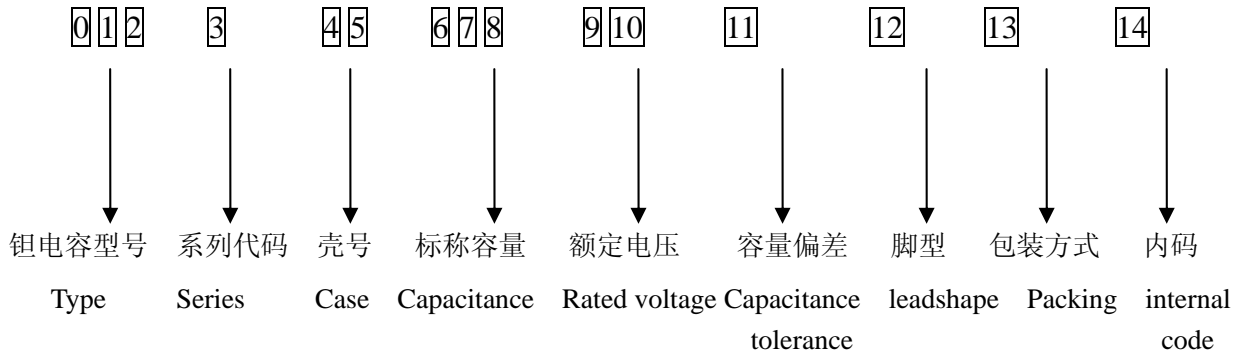 0 1 2 3 4 5 6 7 8 9 10 11 12 13 14
钽电容型号 系列代码 壳号 标称容量 额定电压 容量偏差 脚型 包装方式 内码
Type Series Case Capacitance Rated voltage Capacitance leadshape Packing internal
tolerance code